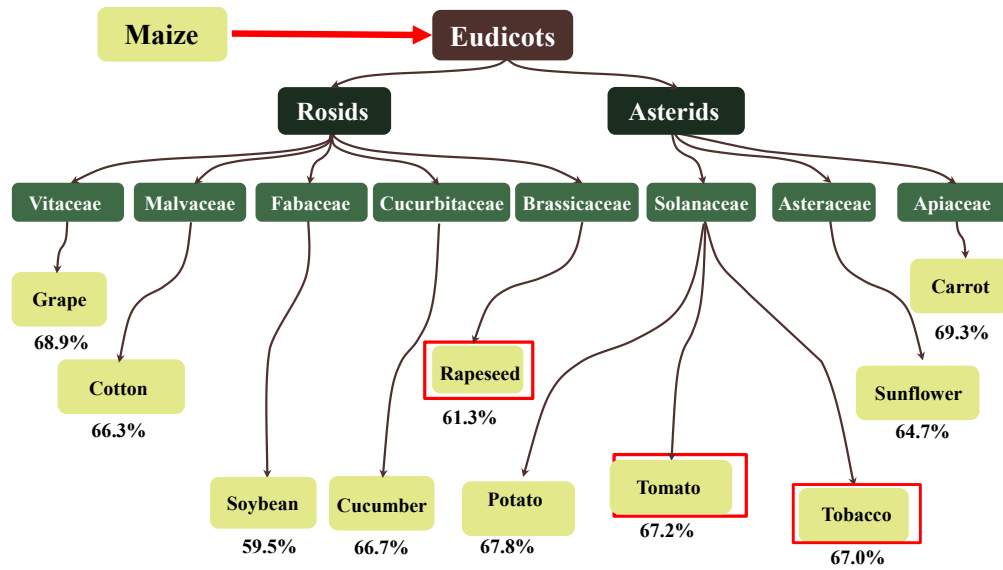 Maize
Eudicots
Rosids
Asterids
Vitaceae
Malvaceae
Fabaceae
Cucurbitaceae
Brassicaceae
Solanaceae
Asteraceae
Apiaceae
Grape
68.9%
Carrot
69.3%
Cotton
66.3%
Rapeseed
61.3%
Sunflower
64.7%
Soybean
59.5%
Cucumber
66.7%
Potato
67.8%
Tomato
67.2%
Tobacco
67.0%